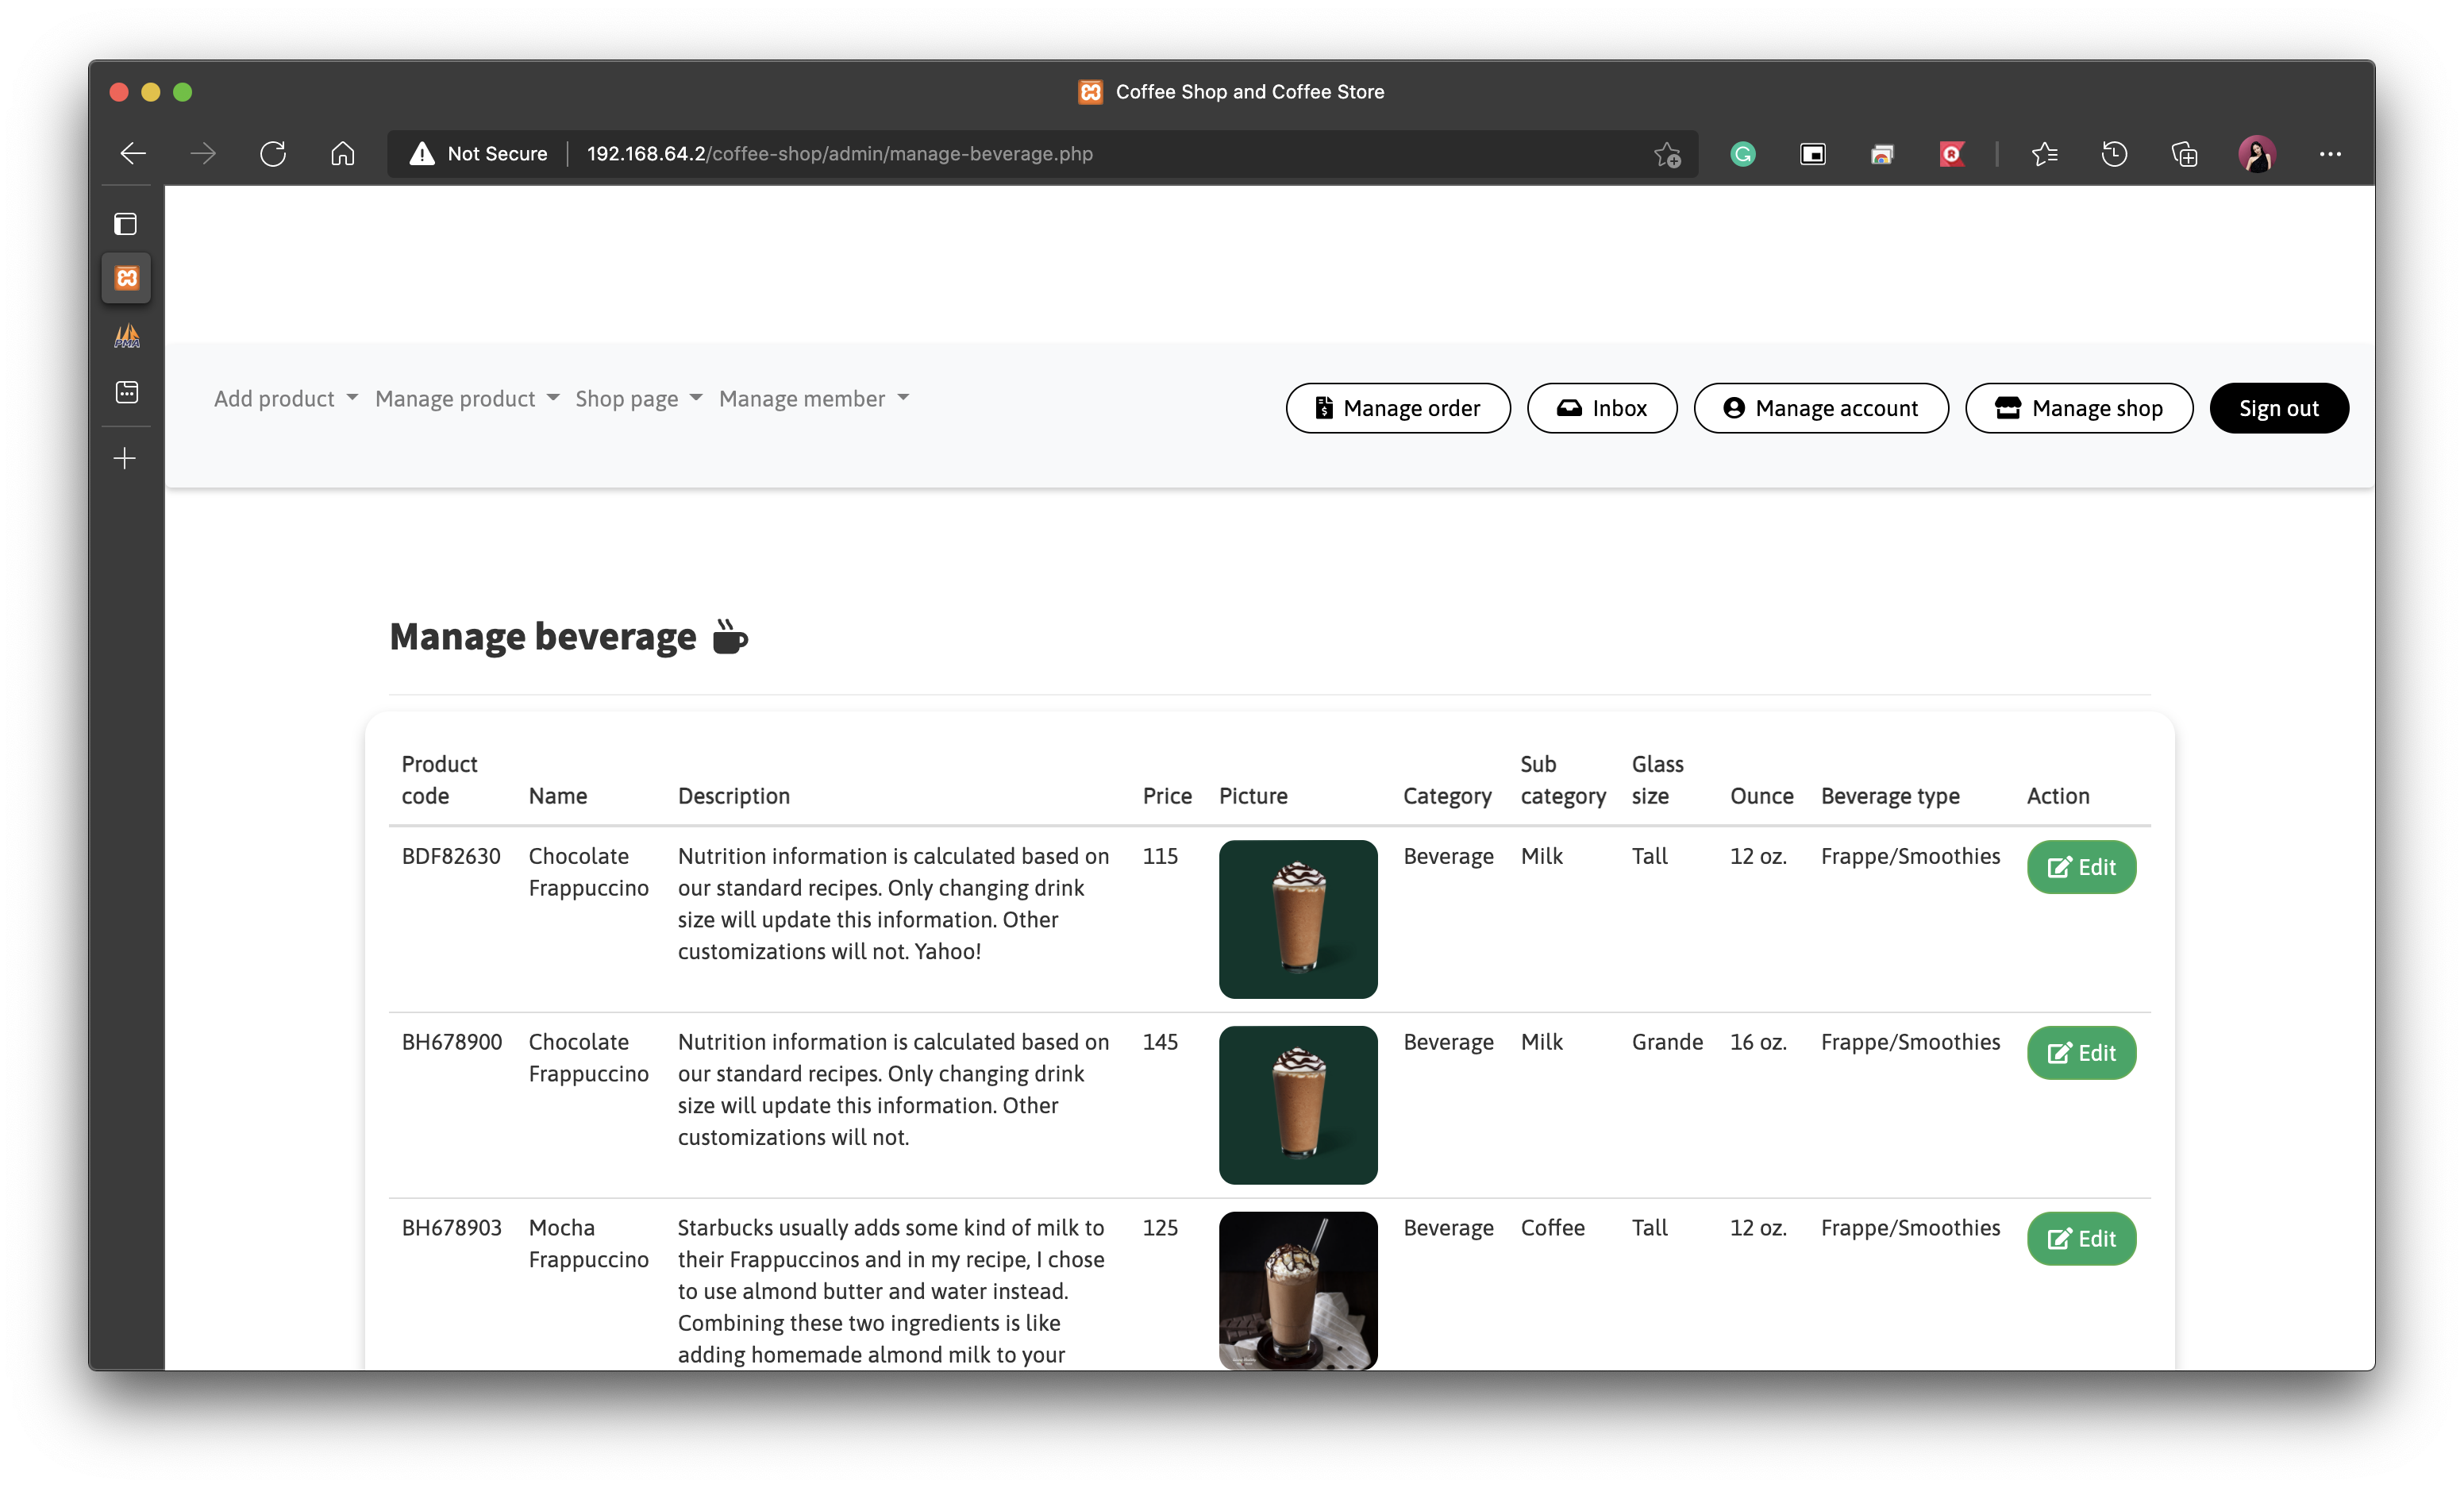 Coffee Shop and Coffee Store
Not Secure 192.168.64.2/coffee-shop/admin/manage-beverage.php
PMA
Add product Manage product Shop page Manage member Manage order Inbox Manage account Manage shop Sign out
Manage beverage
Product code Name Description Price Picture Category Sub category Glass size Ounce Beverage type Action
BDF82630 Chocolate Frappuccino
Nutrition information is calculated based on
our standard recipes. Only changing drink
size will update this information. Other
customizations will not. Yahoo!
115 Beverage Milk Tall 12 oz. Frappe/Smoothies Edit
BH678900 Chocolate Frappuccino
Nutrition information is calculated based on
our standard recipes. Only changing drink
size will update this information. Other
customizations will not.
145 Beverage Milk Grande 16 oz. Frappe/Smoothies Edit
BH678903 Mocha Frappuccino
Starbucks usually adds some kind of milk to
their Frappuccinos and in my recipe, I chose
to use almond butter and water instead.
Combining these two ingredients is like
adding homemade almond milk to your
125 Beverage Coffee Tall 12 oz. Frappe/Smoothies Edit